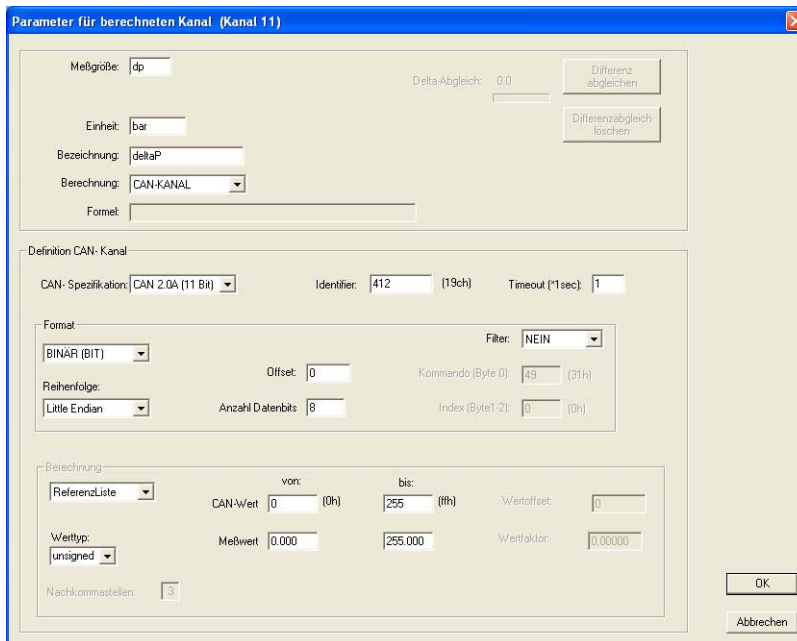 Parameter für berechneten Kanal (Kanal 11)
Meßgröße: dp
Delta-Abgleich: 0.0
Differenz abgleichen
Einheit: bar
Differenzabgleich löschen
Bezeichnung: deltaP
Berechnung: CAN-KANAL
Formel:
Definition CAN- Kanal
CAN- Spezifikation: CAN 2.0A (11 Bit) Identifier: 412 (19ch) Timeout (*1sec): 1
Format
Filter: NEIN
BINÄR (BIT)
Offset: 0 Kommando (Byte 0): 49 (31h)
Reihenfolge:
Little Endian Anzahl Datenbits 8 Index (Byte1-2): 0 (0h)
Berechnung
von: bis:
ReferenzListe CAN-Wert 0 (0h) 255 (ffh) Wertoffset: 0
Werttyp: Meßwert 0.000 255.000 Wertfaktor: 0.00000
unsigned
Nachkommastellen: 3
OK
Abbrechen